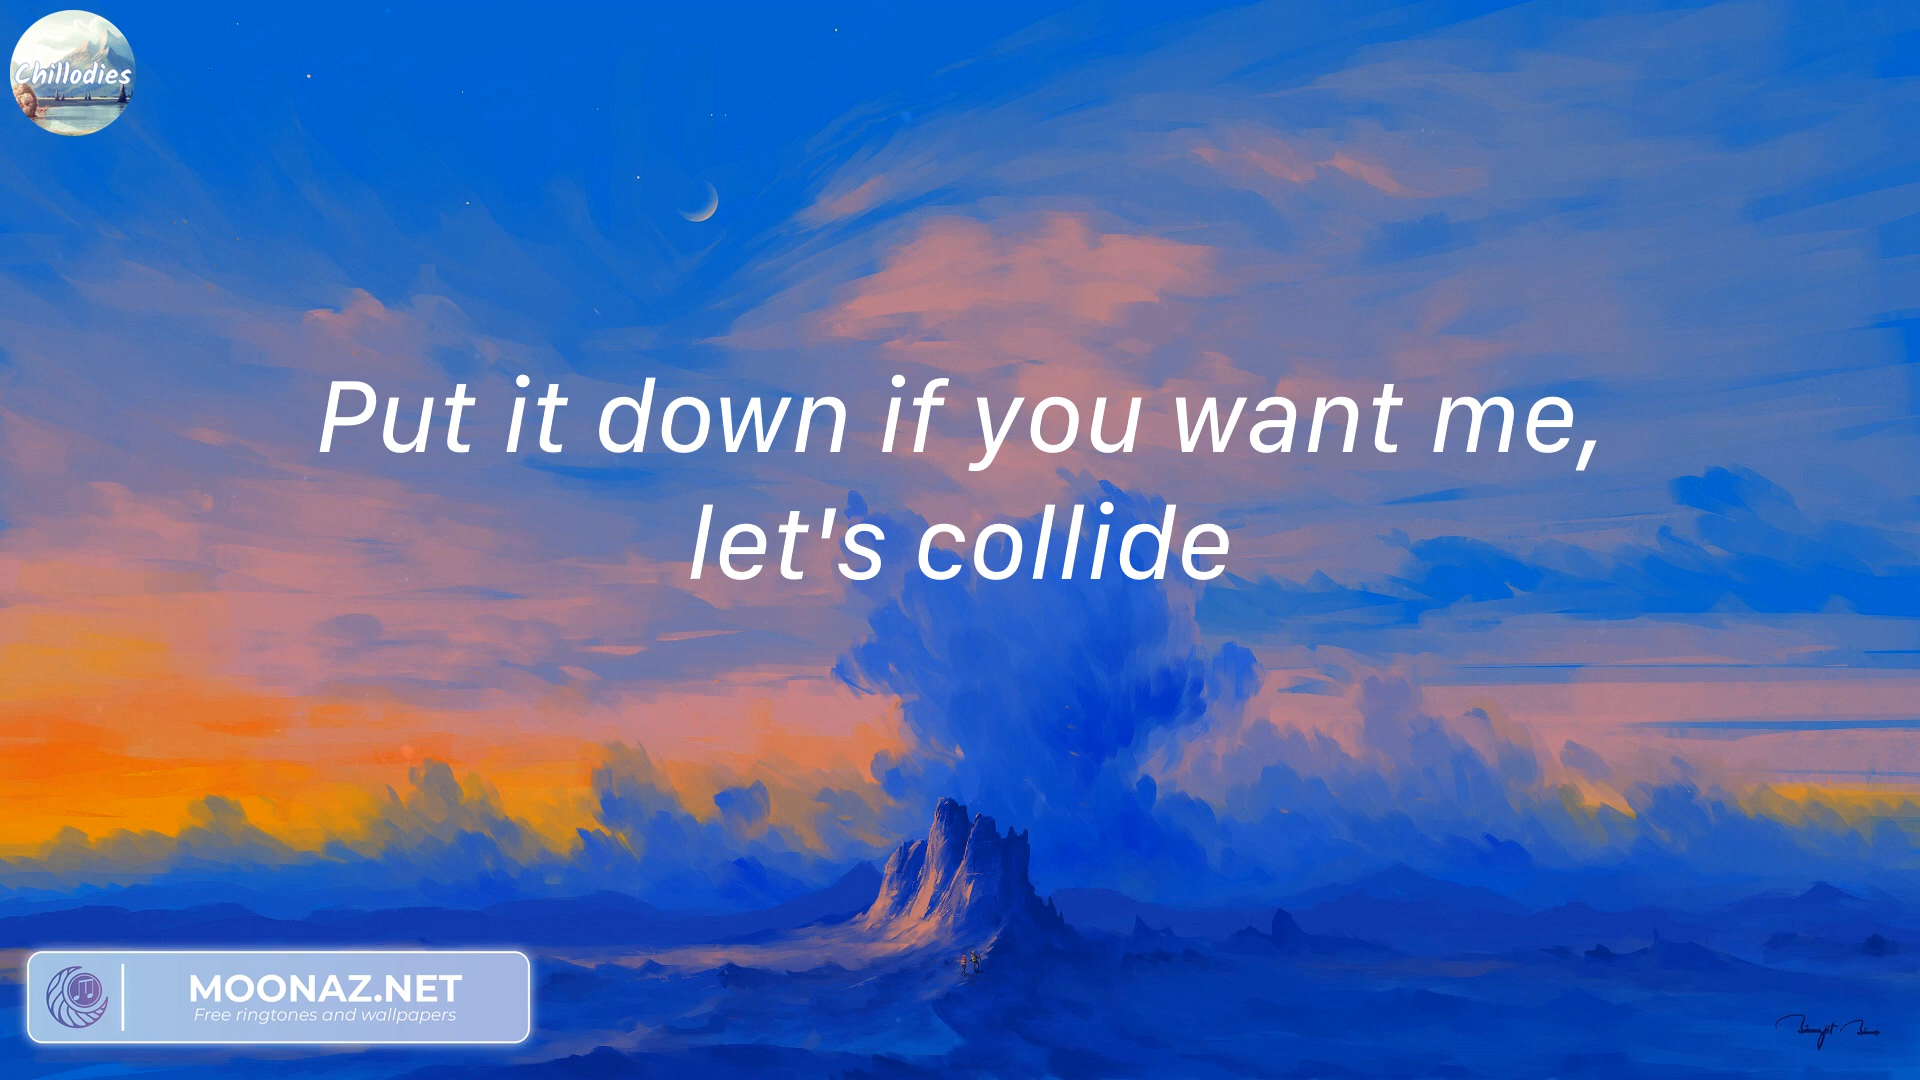 Chillodies
Put it down if you want me,
let's collide
MOONAZ.NET
Free ringtones and wallpapers